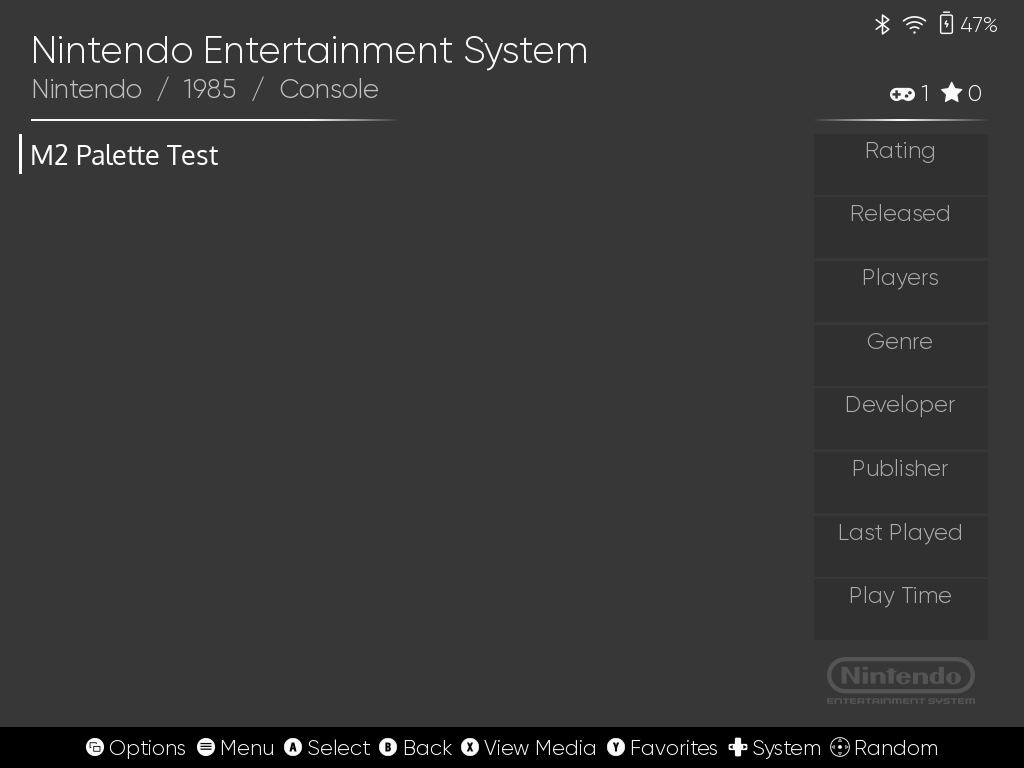 47%
Nintendo Entertainment System
Nintendo / 1985 / Console
1 0
M2 Palette Test
Rating
Released
Players
Genre
Developer
Publisher
Last Played
Play Time
Nintendo
ENTERTAINMENT SYSTEM
Options Menu A Select B Back X View Media Y Favorites System Random